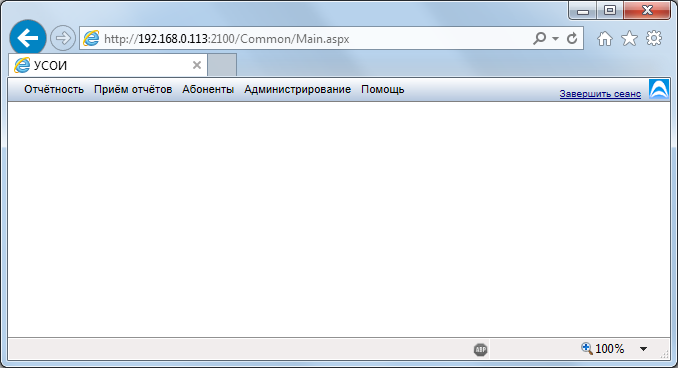 http://192.168.0.113:2100/Common/Main.aspx
УСОИ
Отчётность Приём отчётов Абоненты Администрирование Помощь Завершить сеанс
ABP 100%